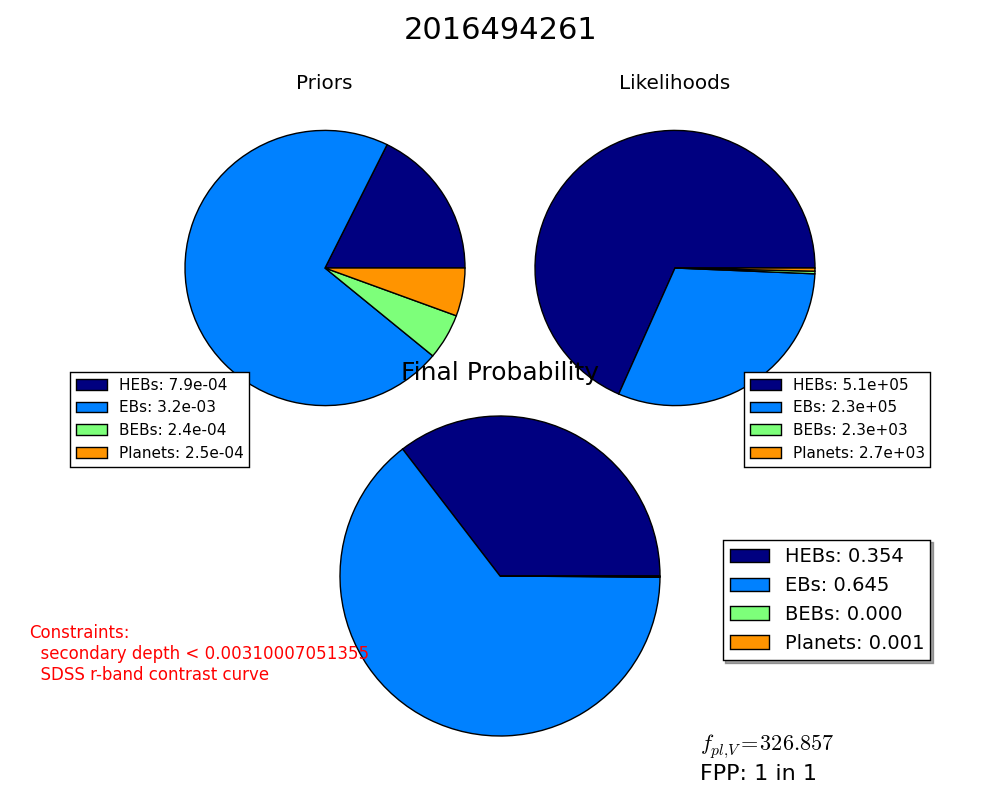 2016494261
Priors
Likelihoods
HEBs: 7.9e-04
EBs: 3.2e-03
BEBs: 2.4e-04
Planets: 2.5e-04
HEBs: 5.1e+05
EBs: 2.3e+05
BEBs: 2.3e+03
Planets: 2.7e+03
Final Probability
HEBs: 0.354
EBs: 0.645
BEBs: 0.000
Planets: 0.001
Constraints:
secondary depth < 0.00310007051355
SDSS r-band contrast curve
f_{pl,V} = 326.857
FPP: 1 in 1